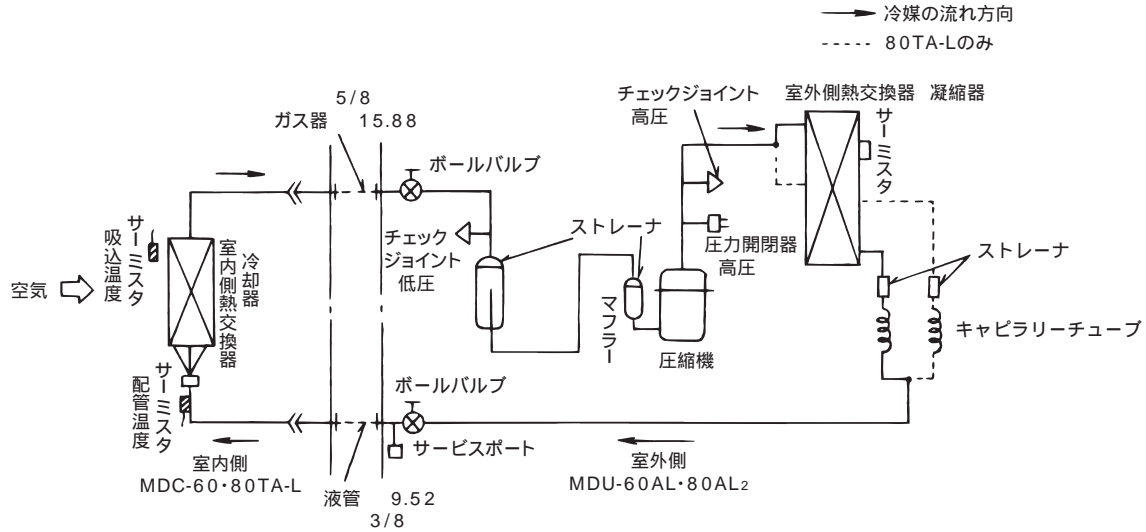 冷媒の流れ方向
80TA-Lのみ
5/8
ガス器
15.88
ボールバルブ
チェックジョイント
高圧
室外側熱交換器 凝縮器
サーミスタ
ストレーナ
チェック
ジョイント
低圧
圧力開閉器
高圧
サーミスタ
吸込温度
冷却器
室内側熱交換器
空気
マフラー
圧縮機
ストレーナ
キャピラリーチューブ
サーミスタ
配管温度
ボールバルブ
サービスポート
室内側
MDC-60・80TA-L
液管
9.52
3/8
室外側
MDU-60AL・80AL2